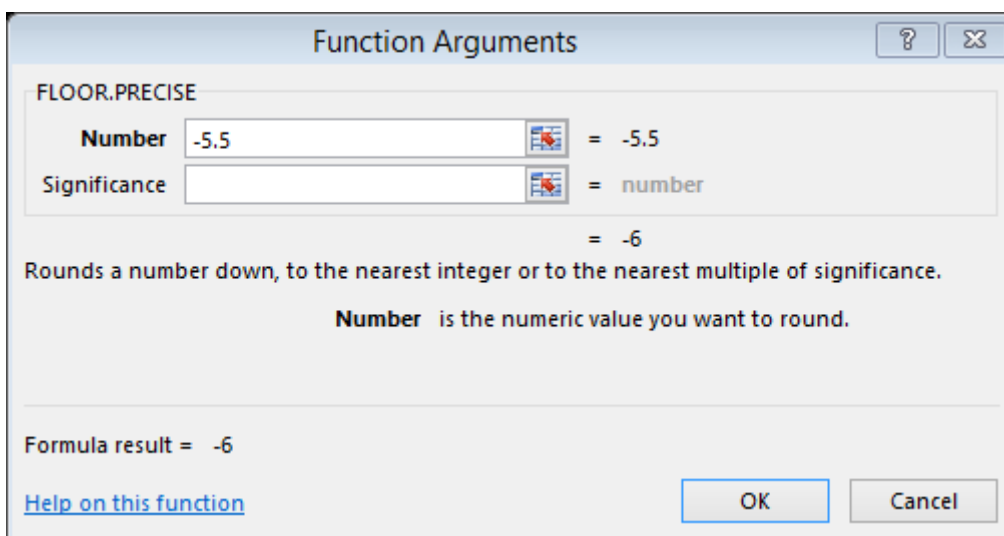 Function Arguments
?
FLOOR.PRECISE
Number -5.5 = -5.5
Significance = number
= -6
Rounds a number down, to the nearest integer or to the nearest multiple of significance.
Number is the numeric value you want to round.
Formula result = -6
Help on this function
OK Cancel